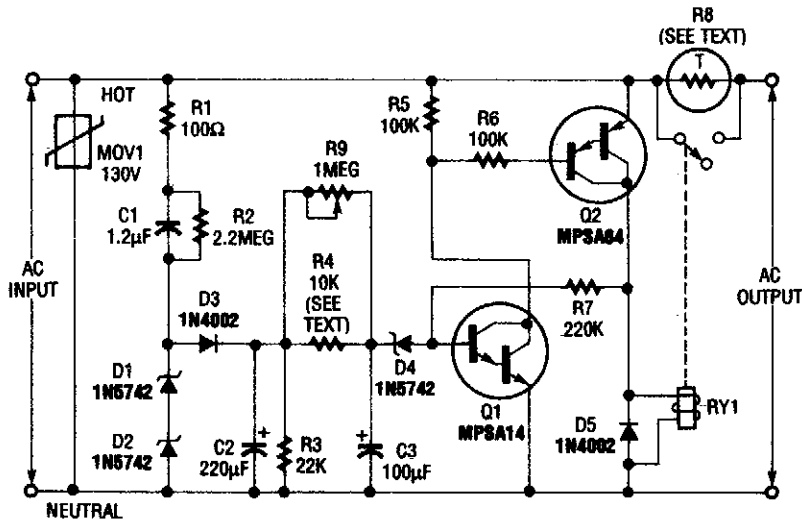 R8
(SEE TEXT)
T
HOT
R1
100Ω
R5
100K
R6
100K
MOV1
130V
R9
1MEG
C1
1.2µF
R2
2.2MEG
Q2
MPSA64
R4
10K
(SEE
TEXT)
AC
INPUT
AC
OUTPUT
D3
1N4002
R7
220K
D4
1N5742
D1
1N5742
Q1
MPSA14
RY1
D5
1N4002
D2
1N5742
C2
220µF
+
R3
22K
+
C3
100µF
NEUTRAL